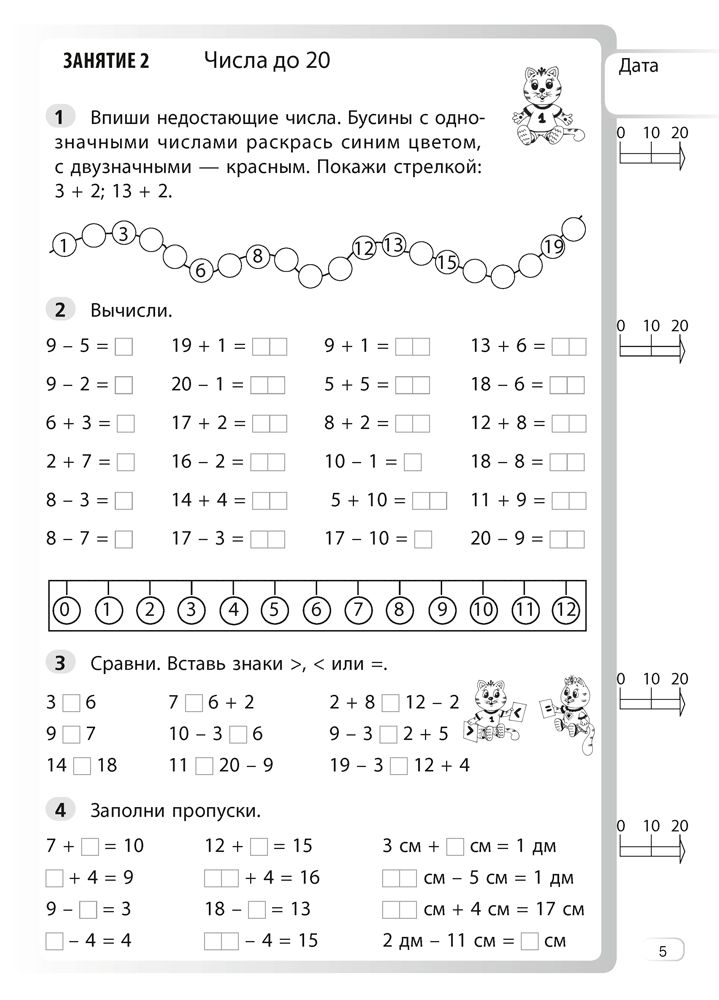 ЗАНЯТИЕ 2 Числа до 20
Дата
1 Впиши недостающие числа. Бусины с одно-
значными числами раскрась синим цветом,
с двузначными — красным. Покажи стрелкой:
3 + 2; 13 + 2.
1
0 10 20
1 3 6 8 12 13 15 19
2 Вычисли.
0 10 20
9 – 5 = □ 19 + 1 = □□ 9 + 1 = □□ 13 + 6 = □□
9 – 2 = □ 20 – 1 = □□ 5 + 5 = □□ 18 – 6 = □□
6 + 3 = □ 17 + 2 = □□ 8 + 2 = □□ 12 + 8 = □□
2 + 7 = □ 16 – 2 = □□ 10 – 1 = □ 18 – 8 = □□
8 – 3 = □ 14 + 4 = □□ 5 + 10 = □□ 11 + 9 = □□
8 – 7 = □ 17 – 3 = □□ 17 – 10 = □ 20 – 9 = □□
0 1 2 3 4 5 6 7 8 9 10 11 12
3 Сравни. Вставь знаки >, < или =.
0 10 20
3 □ 6 7 □ 6 + 2 2 + 8 □ 12 – 2
1 < > =
9 □ 7 10 – 3 □ 6 9 – 3 □ 2 + 5
14 □ 18 11 □ 20 – 9 19 – 3 □ 12 + 4
4 Заполни пропуски.
0 10 20
7 + □ = 10 12 + □ = 15 3 см + □ см = 1 дм
□ + 4 = 9 □□ + 4 = 16 □□ см – 5 см = 1 дм
9 – □ = 3 18 – □ = 13 □□ см + 4 см = 17 см
□ – 4 = 4 □□ – 4 = 15 2 дм – 11 см = □ см
5